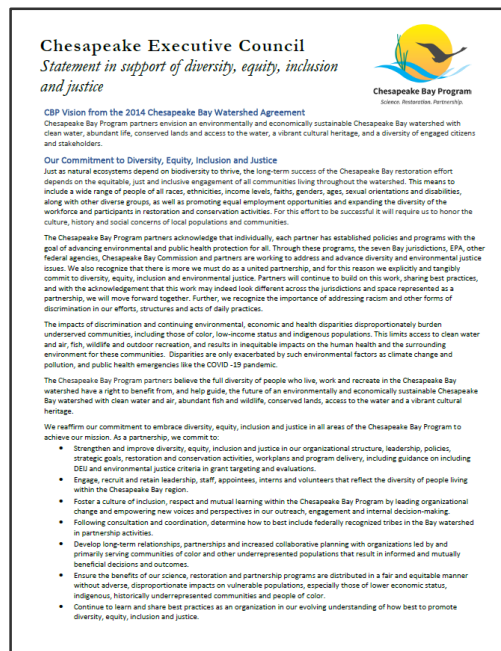 Chesapeake Executive Council
Statement in support of diversity, equity, inclusion
and justice
Chesapeake Bay Program
Science. Restoration. Partnership.
CBP Vision from the 2014 Chesapeake Bay Watershed Agreement
Chesapeake Bay Program partners envision an environmentally and economically sustainable Chesapeake Bay watershed with
clean water, abundant life, conserved lands and access to the water, a vibrant cultural heritage, and a diversity of engaged citizens
and stakeholders.
Our Commitment to Diversity, Equity, Inclusion and Justice
Just as natural ecosystems depend on biodiversity to thrive, the long-term success of the Chesapeake Bay restoration effort
depends on the equitable, just and inclusive engagement of all communities living throughout the watershed. This means to
include a wide range of people of all races, ethnicities, income levels, faiths, genders, ages, sexual orientations and disabilities,
along with other diverse groups, as well as promoting equal employment opportunities and expanding the diversity of the
workforce and participants in restoration and conservation activities. For this effort to be successful it will require us to honor the
culture, history and social concerns of local populations and communities.
The Chesapeake Bay Program partners acknowledge that individually, each partner has established policies and programs with the
goal of advancing environmental and public health protection for all. Through these programs, the seven Bay jurisdictions, EPA, other
federal agencies, Chesapeake Bay Commission and partners are working to address and advance diversity and environmental justice
issues. We also recognize that there is more we must do as a united partnership, and for this reason we explicitly and tangibly
commit to diversity, equity, inclusion and environmental justice. Partners will continue to build on this work, sharing best practices,
and with the acknowledgement that this work may indeed look different across the jurisdictions and space represented as a
partnership, we will move forward together. Further, we recognize the importance of addressing racism and other forms of
discrimination in our efforts, structures and acts of daily practices.
The impacts of discrimination and continuing environmental, economic and health disparities disproportionately burden
underserved communities, including those of color, low-income status and indigenous populations. This limits access to clean water
and air, fish, wildlife and outdoor recreation, and results in inequitable impacts on the human health and the surrounding
environment for these communities. Disparities are only exacerbated by such environmental factors as climate change and
pollution, and public health emergencies like the COVID -19 pandemic.
The Chesapeake Bay Program partners believe the full diversity of people who live, work and recreate in the Chesapeake Bay
watershed have a right to benefit from, and help guide, the future of an environmentally and economically sustainable Chesapeake
Bay watershed with clean water and air, abundant fish and wildlife, conserved lands, access to the water and a vibrant cultural
heritage.
We reaffirm our commitment to embrace diversity, equity, inclusion and justice in all areas of the Chesapeake Bay Program to
achieve our mission. As a partnership, we commit to:
• Strengthen and improve diversity, equity, inclusion and justice in our organizational structure, leadership, policies,
strategic goals, restoration and conservation activities, workplans and program delivery, including guidance on including
DEIJ and environmental justice criteria in grant targeting and evaluations.
• Engage, recruit and retain leadership, staff, appointees, interns and volunteers that reflect the diversity of people living
within the Chesapeake Bay region.
• Foster a culture of inclusion, respect and mutual learning within the Chesapeake Bay Program by leading organizational
change and empowering new voices and perspectives in our outreach, engagement and internal decision-making.
• Following consultation and coordination, determine how to best include federally recognized tribes in the Bay watershed
in partnership activities.
• Develop long-term relationships, partnerships and increased collaborative planning with organizations led by and
primarily serving communities of color and other underrepresented populations that result in informed and mutually
beneficial decisions and outcomes.
• Ensure the benefits of our science, restoration and partnership programs are distributed in a fair and equitable manner
without adverse, disproportionate impacts on vulnerable populations, especially those of lower economic status,
indigenous, historically underrepresented communities and people of color.
• Continue to learn and share best practices as an organization in our evolving understanding of how best to promote
diversity, equity, inclusion and justice.